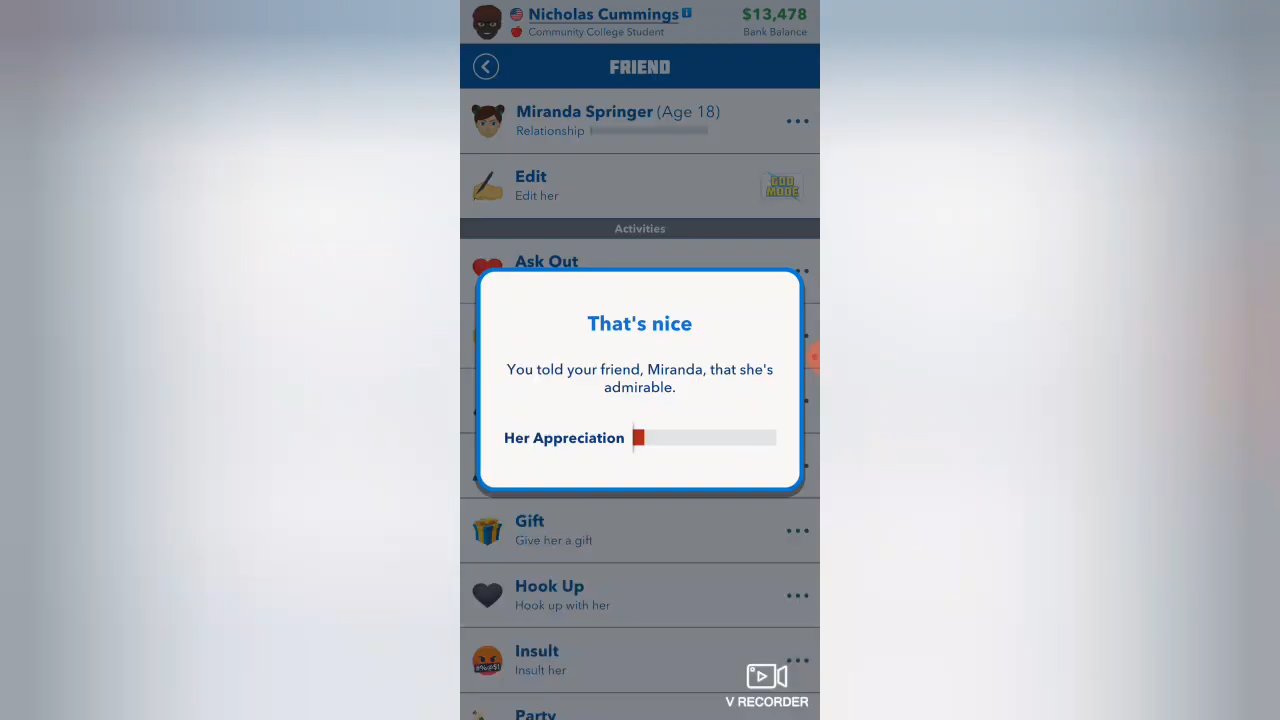 Nicholas Cummings
$13,478
Community College Student
Bank Balance
FRIEND
Miranda Springer (Age 18)
Relationship
Edit
Edit her
GOD
MODE
Activities
Ask Out
That's nice
You told your friend, Miranda, that she's
admirable.
Her Appreciation
Gift
Give her a gift
Hook Up
Hook up with her
Insult
Insult her
Party
V RECORDER